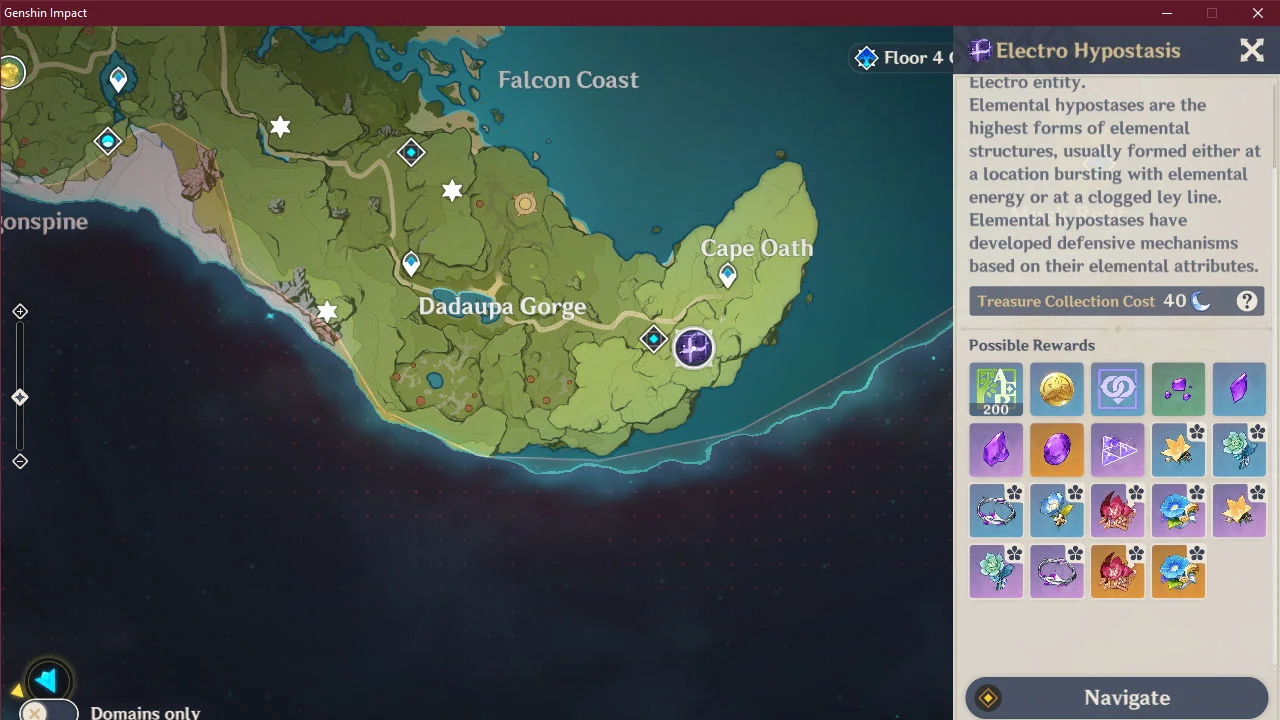 Genshin Impact
Falcon Coast
Floor 4
onspine
Cape Oath
Dadaupa Gorge
Domains only
Electro Hypostasis
Electro entity.
Elemental hypostases are the
highest forms of elemental
structures, usually formed either at
a location bursting with elemental
energy or at a clogged ley line.
Elemental hypostases have
developed defensive mechanisms
based on their elemental attributes.
Treasure Collection Cost 40 ?
Possible Rewards
200
Navigate